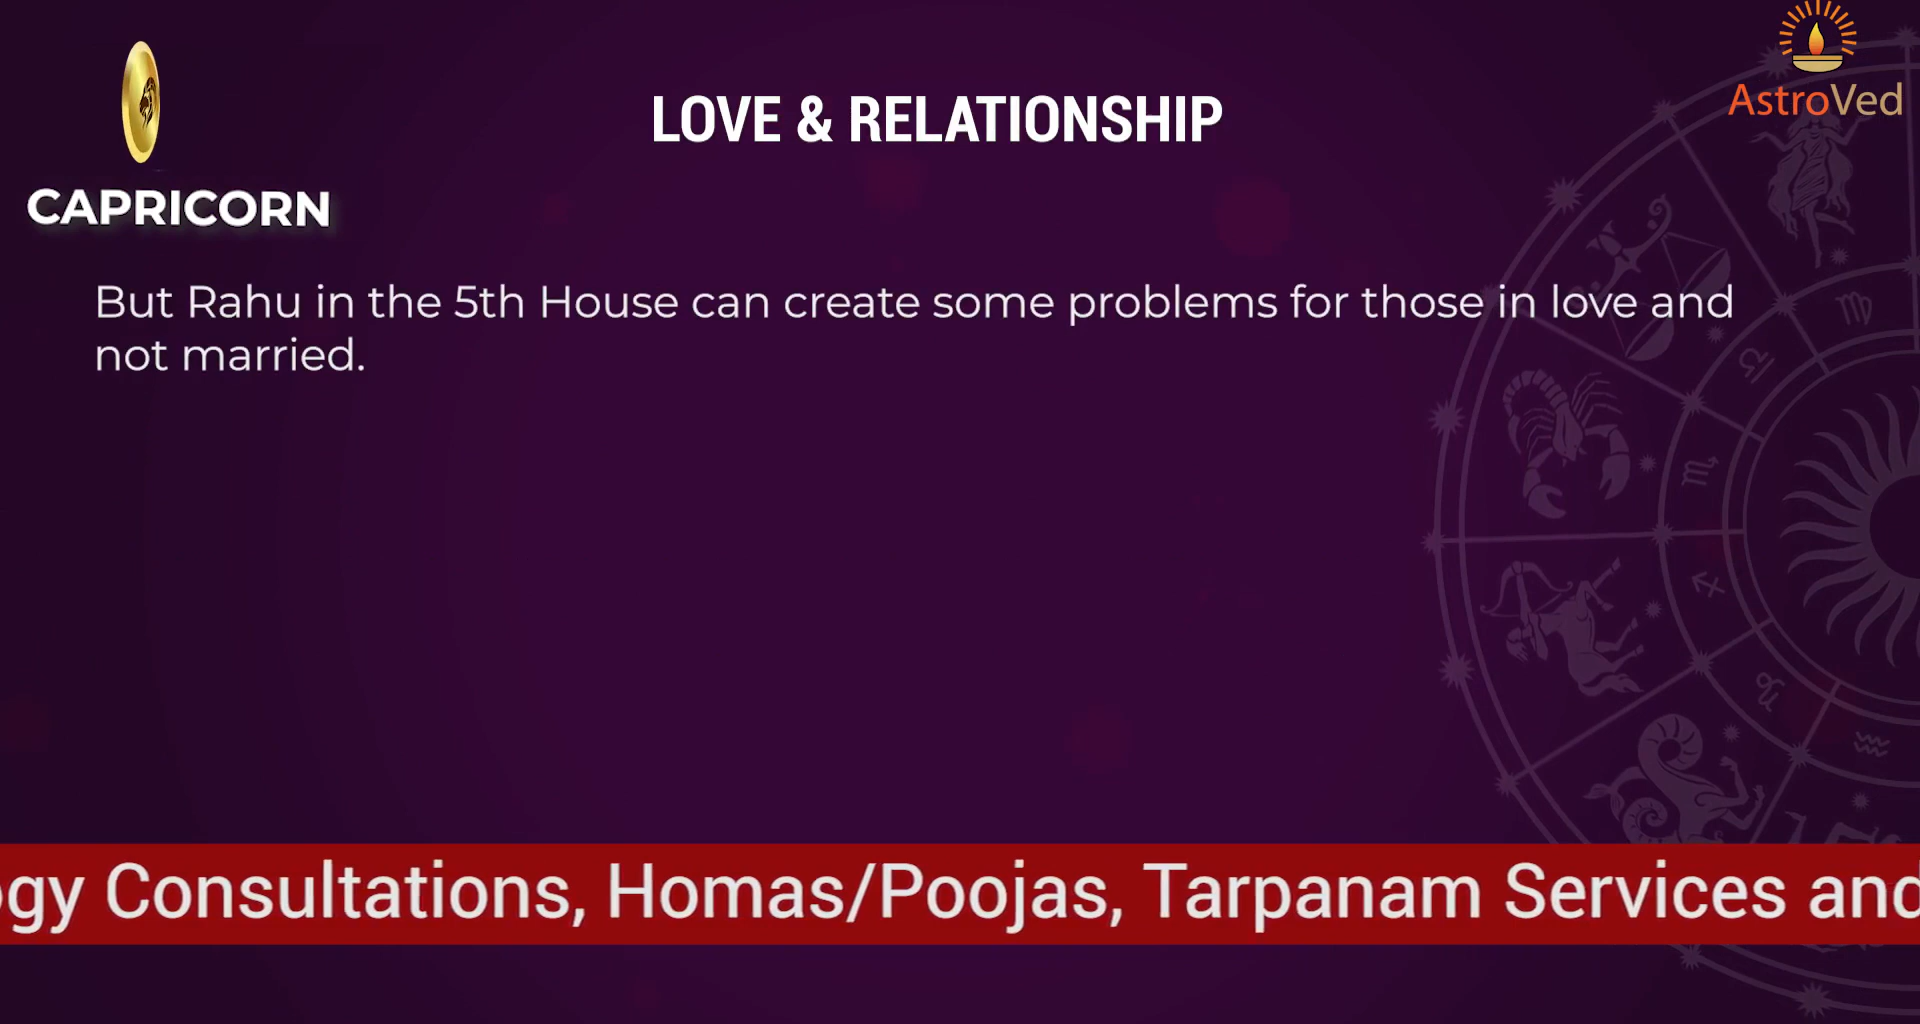 AstroVed
LOVE & RELATIONSHIP
CAPRICORN
But Rahu in the 5th House can create some problems for those in love and
not married.
Consultations, Homas/Poojas, Tarpanam Services and